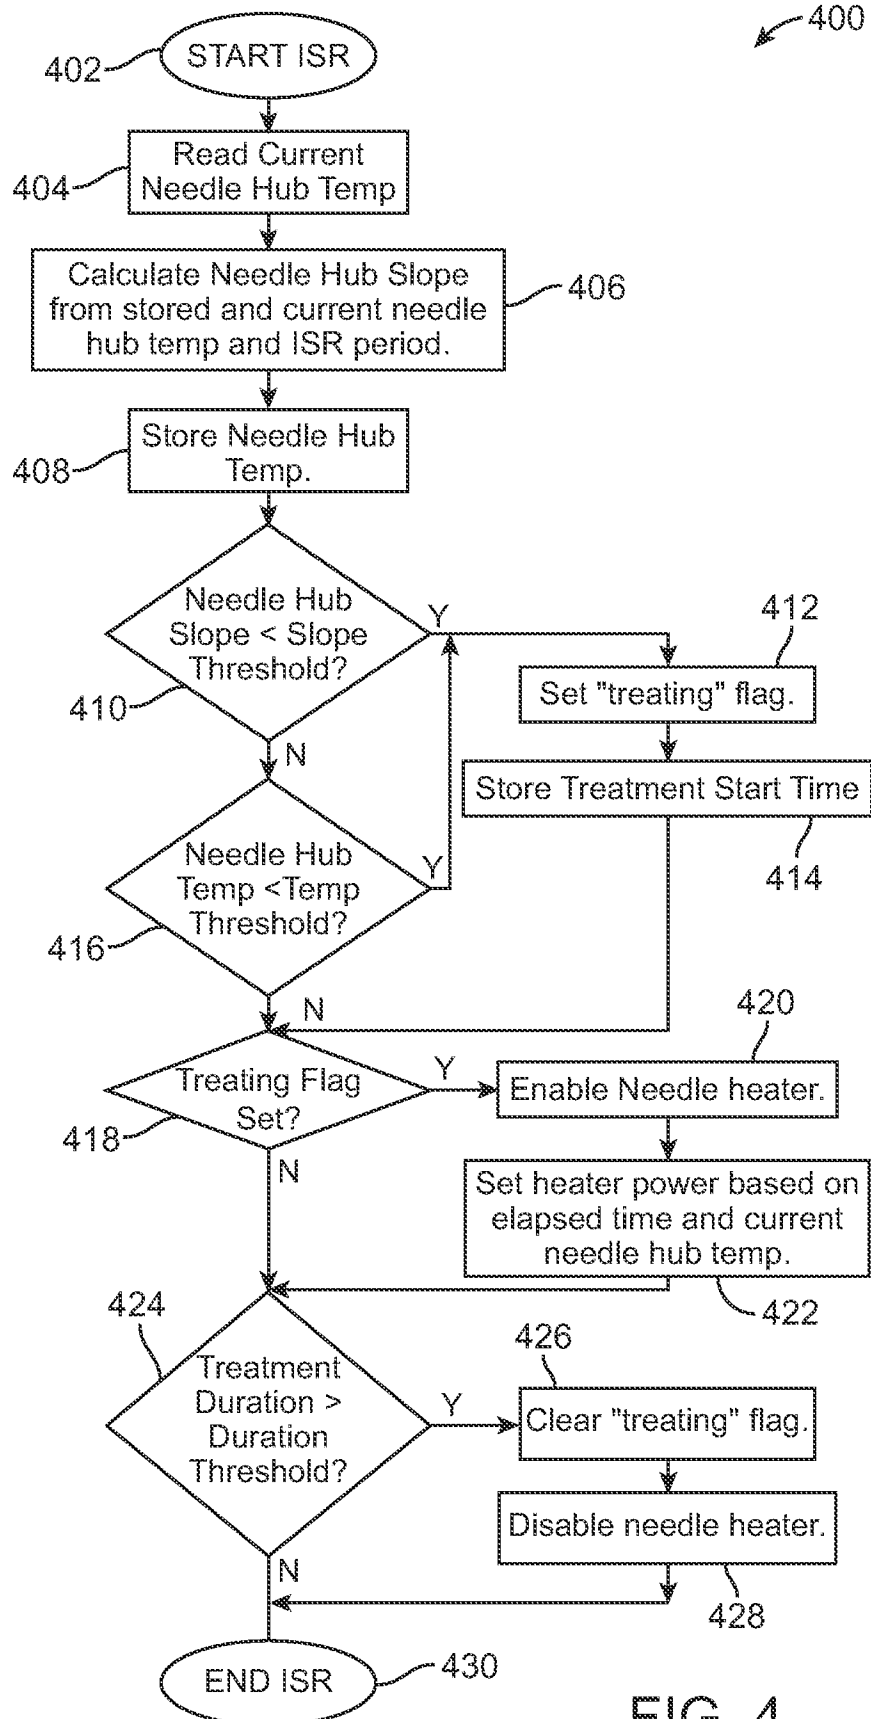 400
402
START ISR
404
Read Current
Needle Hub Temp
406
Calculate Needle Hub Slope
from stored and current needle
hub temp and ISR period.
408
Store Needle Hub
Temp.
410
Needle Hub
Slope < Slope
Threshold?
Y
N
412
Set "treating" flag.
Store Treatment Start Time
414
416
Needle Hub
Temp <Temp
Threshold?
Y
N
418
Treating Flag
Set?
Y
N
420
Enable Needle heater.
Set heater power based on
elapsed time and current
needle hub temp.
422
424
Treatment
Duration >
Duration
Threshold?
Y
N
426
Clear "treating" flag.
Disable needle heater.
428
END ISR
430
FIG. 4